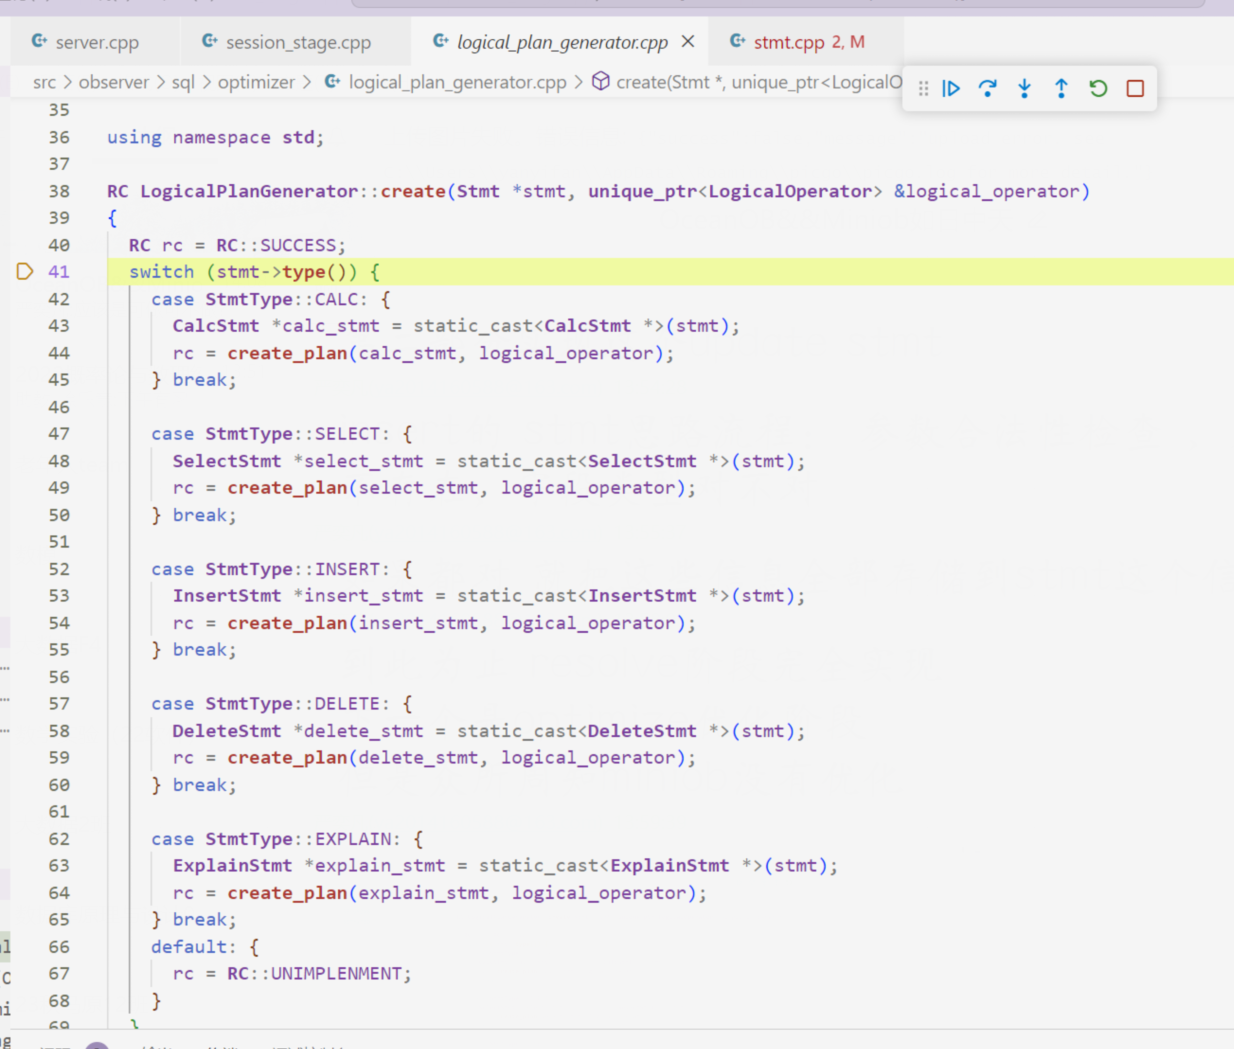 server.cpp session_stage.cpp logical_plan_generator.cpp stmt.cpp 2, M
src > observer > sql > optimizer > logical_plan_generator.cpp > create(Stmt *, unique_ptr<LogicalO
35
36 using namespace std;
37
38 RC LogicalPlanGenerator::create(Stmt *stmt, unique_ptr<LogicalOperator> &logical_operator)
39 {
40 RC rc = RC::SUCCESS;
41 switch (stmt->type()) {
42 case StmtType::CALC: {
43 CalcStmt *calc_stmt = static_cast<CalcStmt *>(stmt);
44 rc = create_plan(calc_stmt, logical_operator);
45 } break;
46
47 case StmtType::SELECT: {
48 SelectStmt *select_stmt = static_cast<SelectStmt *>(stmt);
49 rc = create_plan(select_stmt, logical_operator);
50 } break;
51
52 case StmtType::INSERT: {
53 InsertStmt *insert_stmt = static_cast<InsertStmt *>(stmt);
54 rc = create_plan(insert_stmt, logical_operator);
55 } break;
56
57 case StmtType::DELETE: {
58 DeleteStmt *delete_stmt = static_cast<DeleteStmt *>(stmt);
59 rc = create_plan(delete_stmt, logical_operator);
60 } break;
61
62 case StmtType::EXPLAIN: {
63 ExplainStmt *explain_stmt = static_cast<ExplainStmt *>(stmt);
64 rc = create_plan(explain_stmt, logical_operator);
65 } break;
66 default: {
67 rc = RC::UNIMPLENMENT;
68 }
69 }